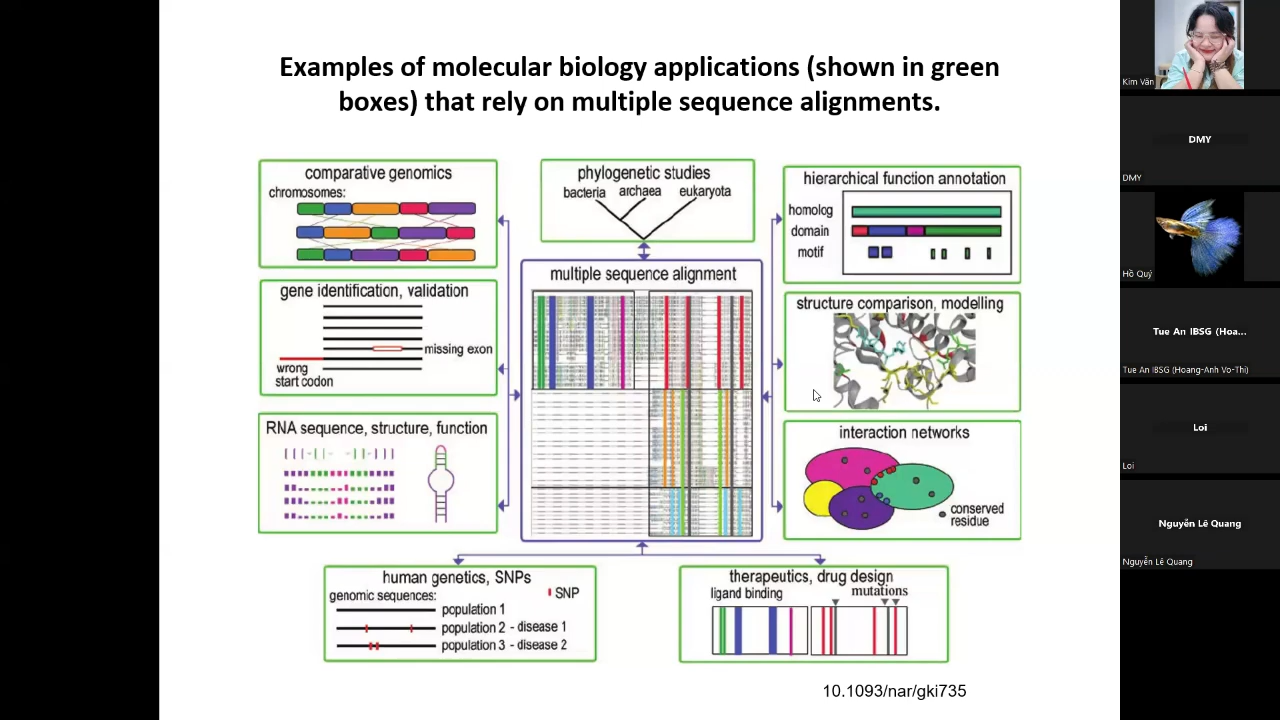 Examples of molecular biology applications (shown in green
boxes) that rely on multiple sequence alignments.
comparative genomics
chromosomes:
phylogenetic studies
bacteria archaea eukaryota
hierarchical function annotation
homolog
domain
motif
multiple sequence alignment
gene identification, validation
missing exon
wrong
start codon
structure comparison, modelling
RNA sequence, structure, function
interaction networks
conserved
residue
human genetics, SNPs
genomic sequences:
SNP
population 1
population 2 - disease 1
population 3 - disease 2
therapeutics, drug design
ligand binding
mutations
10.1093/nar/gki735
Kim Vân
DMY
DMY
Hồ Quý
Tue An IBSG (Hoa...
Tue An IBSG (Hoang-Anh Vo-Thi)
Loi
Loi
Nguyễn Lê Quang
Nguyễn Lê Quang